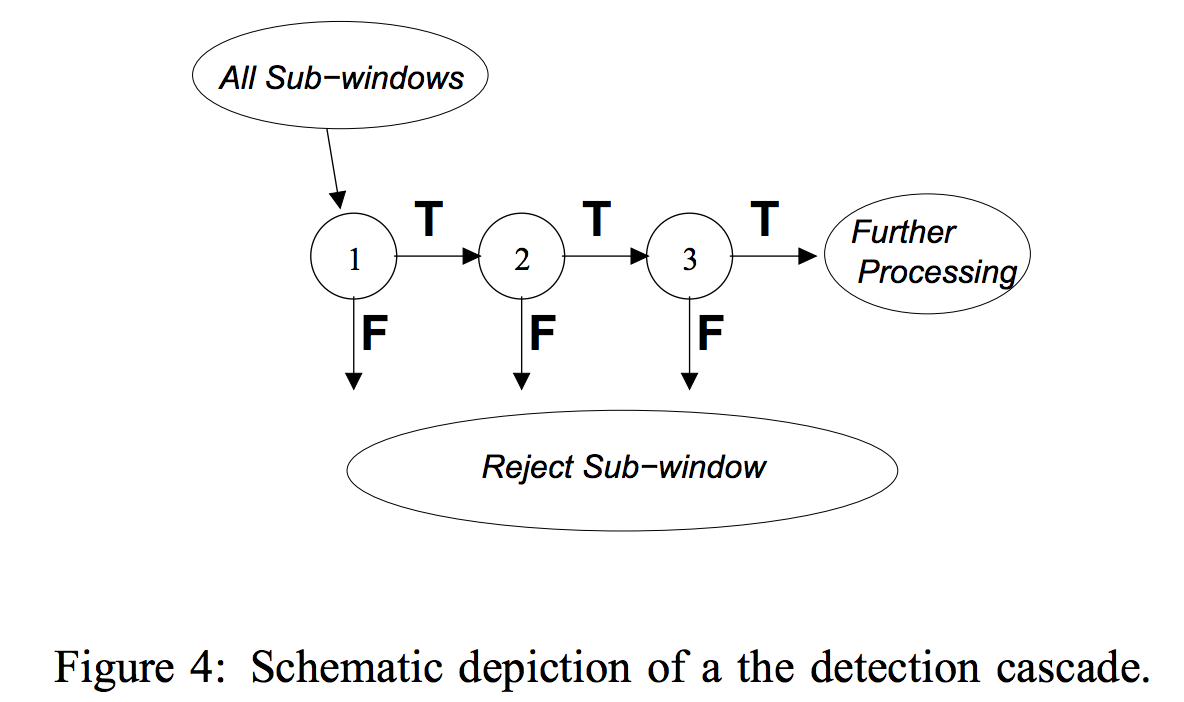 All Sub−windows
T T T
1 2 3
Further
Processing
F F F
Reject Sub−window
Figure 4: Schematic depiction of a the detection cascade.